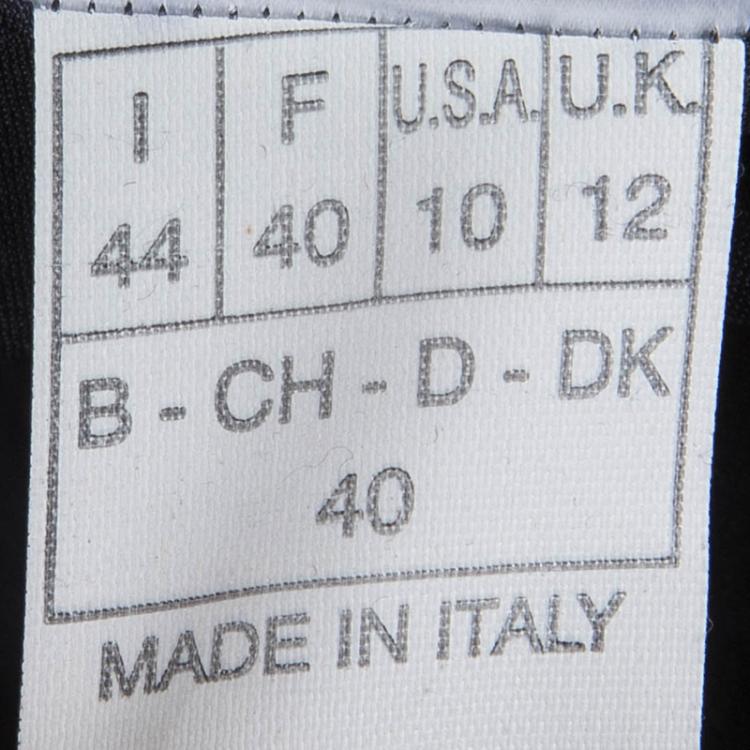 I F U.S.A. U.K.
44 40 10 12
B - CH - D - DK
40
MADE IN ITALY